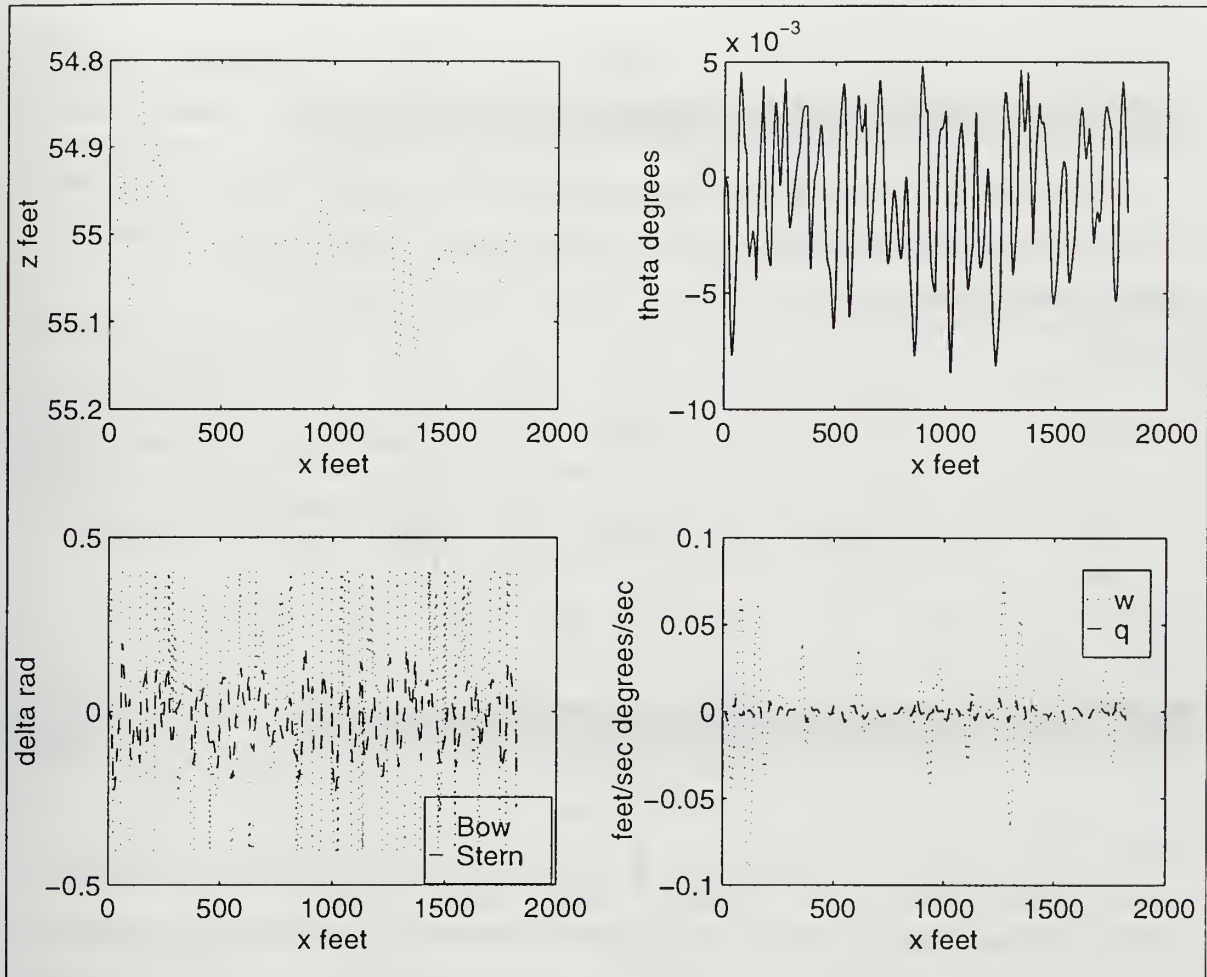 54.8
54.9
55
55.1
55.2
z feet
0
500
1000
1500
2000
x feet
x 10⁻³
5
0
−5
−10
theta degrees
0
500
1000
1500
2000
x feet
0.5
0
−0.5
delta rad
Bow
Stern
0
500
1000
1500
2000
x feet
0.1
0.05
0
−0.05
−0.1
feet/sec degrees/sec
w
q
0
500
1000
1500
2000
x feet